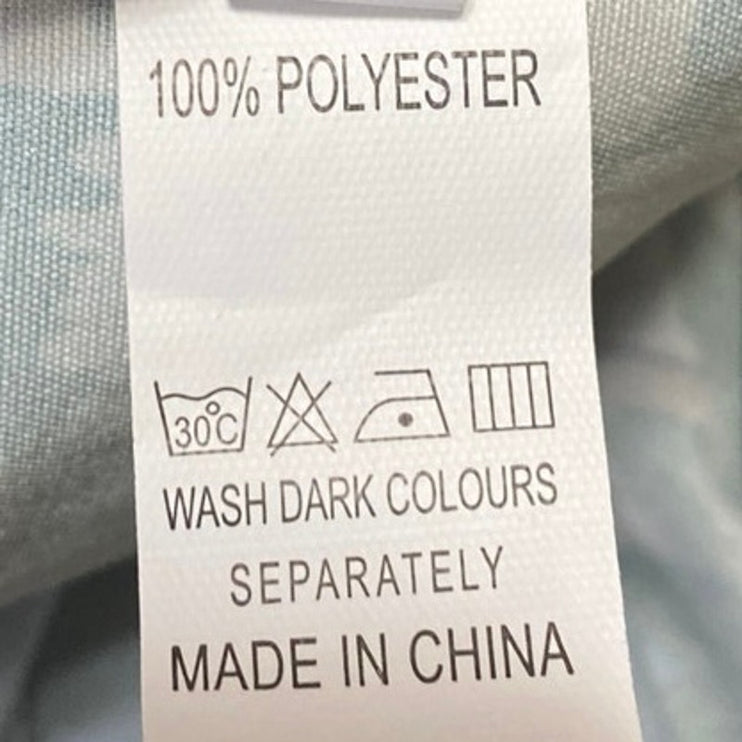 100% POLYESTER
30°C
WASH DARK COLOURS
SEPARATELY
MADE IN CHINA